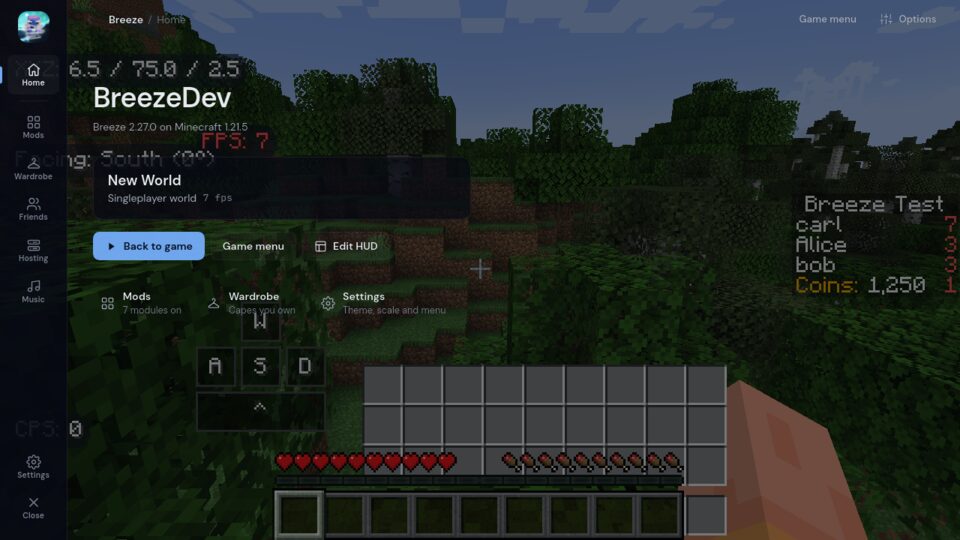 Breeze / Home
Game menu
Options
6.5 / 75.0 / 2.5
Home
BreezeDev
Breeze 2.27.0 on Minecraft 1.21.5
Mods
FPS: 7
Facing: South (0°)
Wardrobe
New World
Singleplayer world 7 fps
Friends
Breeze Test
carl 7
Alice 3
bob 3
Coins: 1,250 1
Hosting
Back to game
Game menu
Edit HUD
Music
Mods
7 modules on
Wardrobe
Capes you own
Settings
Theme, scale and menu
W
A S D
^
CPS: 0
Settings
Close